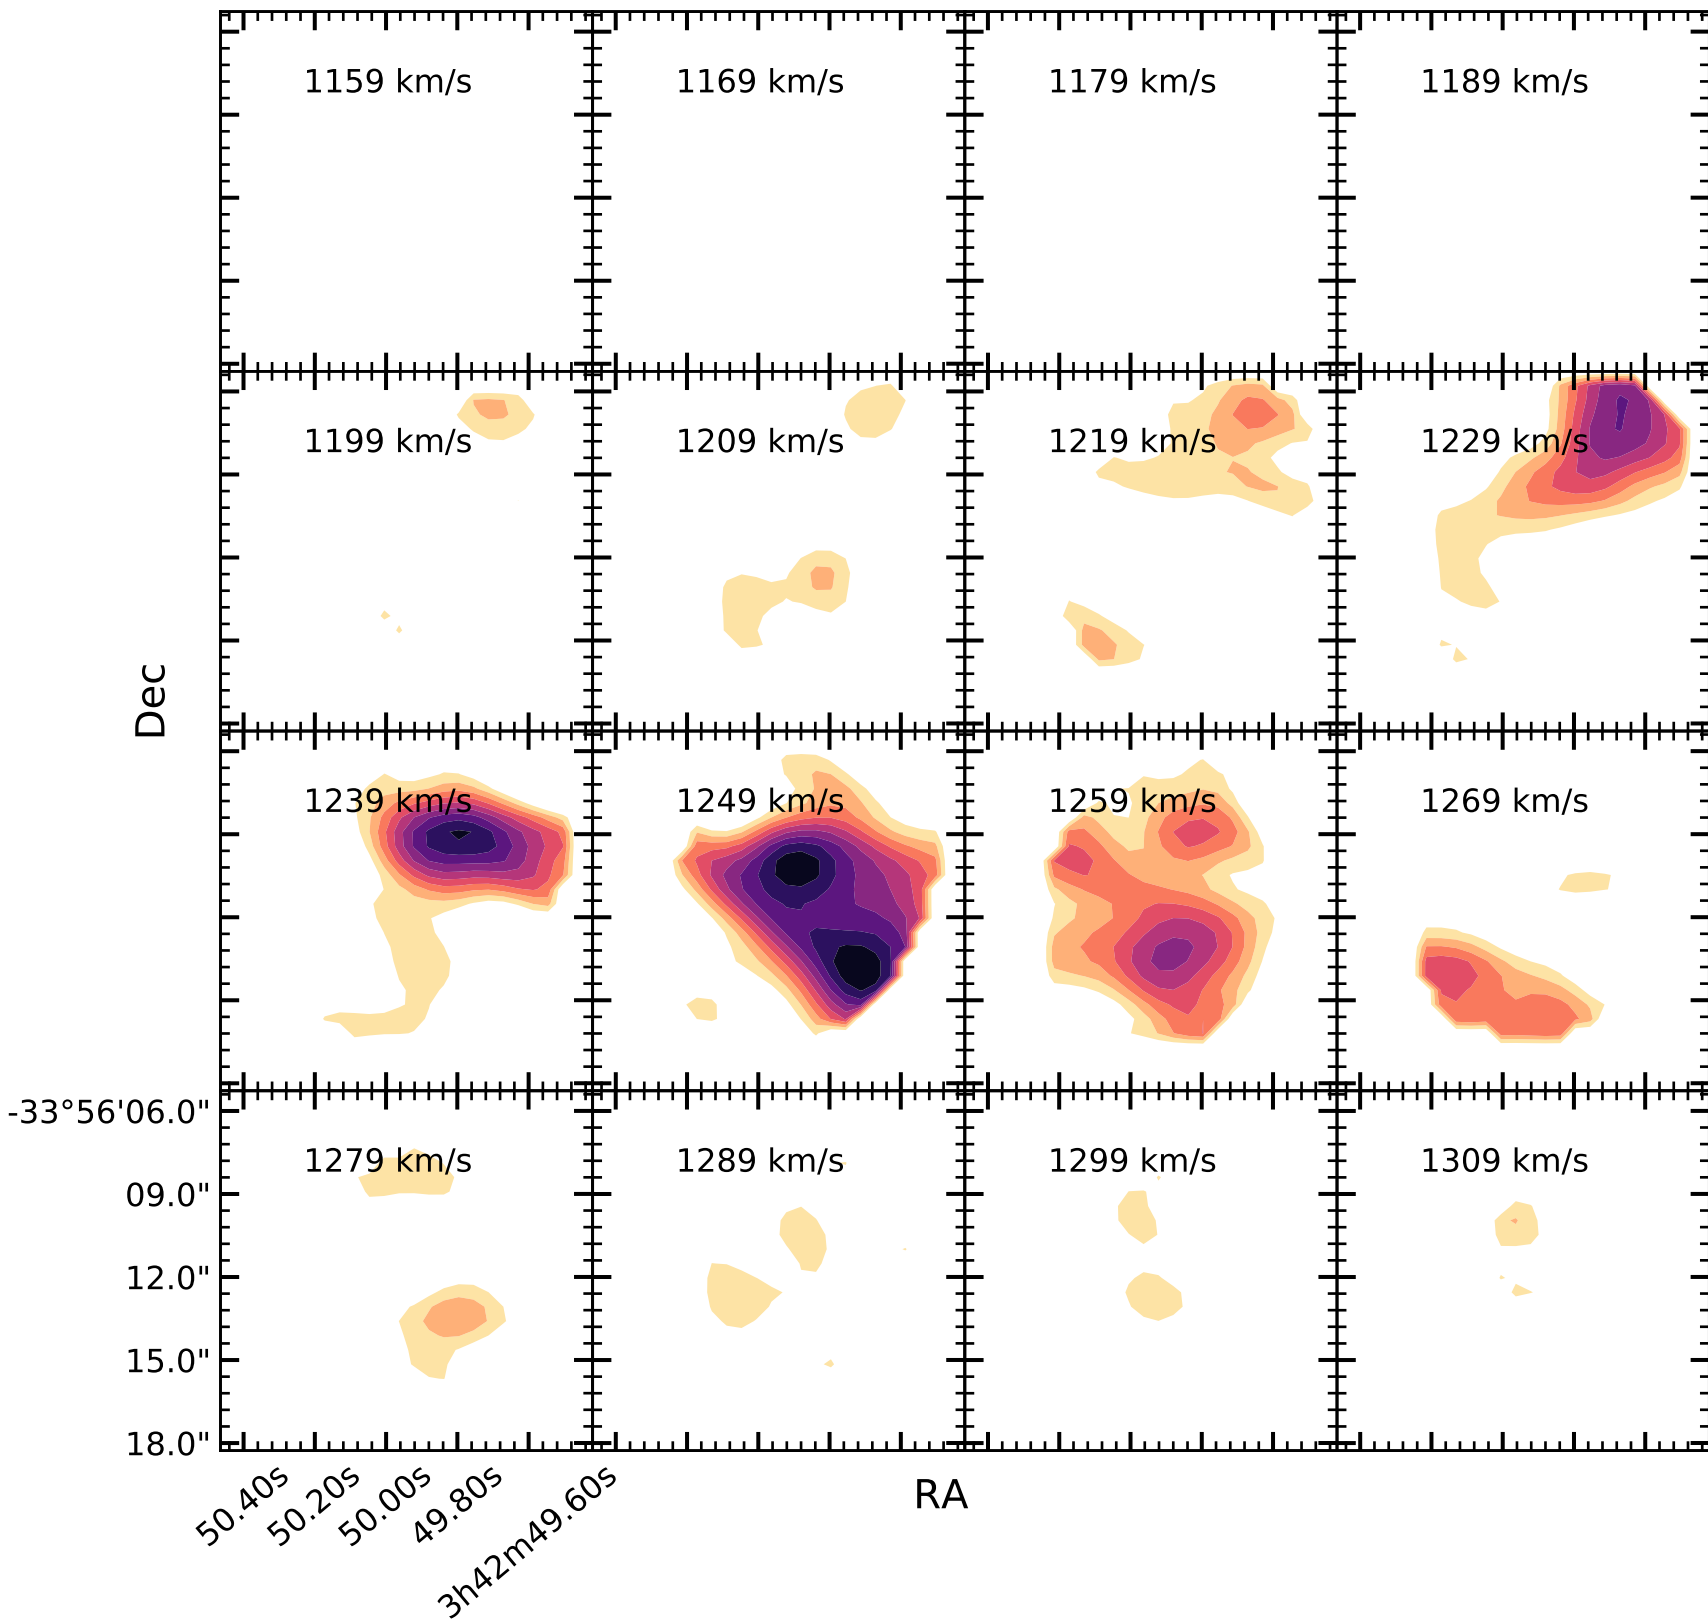 1159 km/s
1169 km/s
1179 km/s
1189 km/s
1199 km/s
1209 km/s
1219 km/s
1229 km/s
Dec
1239 km/s
1249 km/s
1259 km/s
1269 km/s
-33°56'06.0"
1279 km/s
1289 km/s
1299 km/s
1309 km/s
09.0"
12.0"
15.0"
18.0"
50.40s
50.20s
50.00s
49.80s
3h42m49.60s
RA